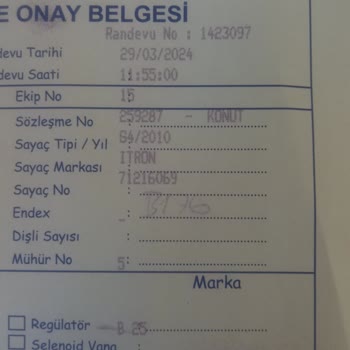 E ONAY BELGESİ
Randevu No : 1423097
devu Tarihi 29/03/2024
devu Saati 11:55:00
Ekip No 15
Sözleşme No 259287 - KONUT
Sayaç Tipi / Yıl G4/2010
Sayaç Markası ITRON
Sayaç No : 71216069
Endex :
Dişli Sayısı :
Mühür No 5:
Marka
Regülatör B 25
Selenoid Vana :